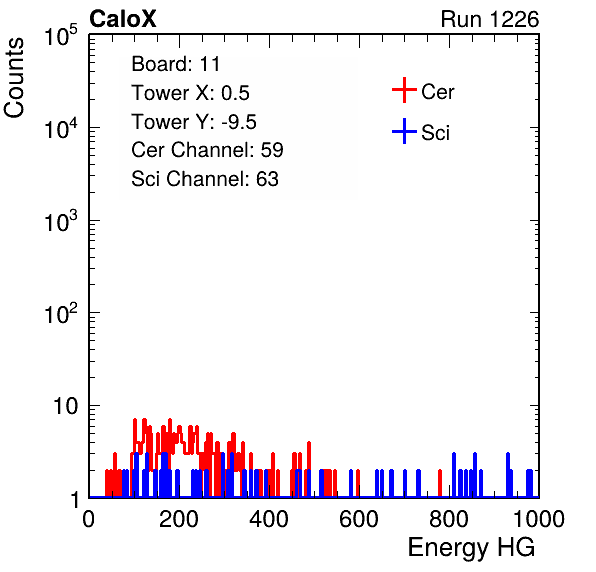 CaloX Run 1226
Counts
10^5
10^4
10^3
10^2
10
1
Board: 11
Tower X: 0.5
Tower Y: -9.5
Cer Channel: 59
Sci Channel: 63
Cer
Sci
0 200 400 600 800 1000
Energy HG